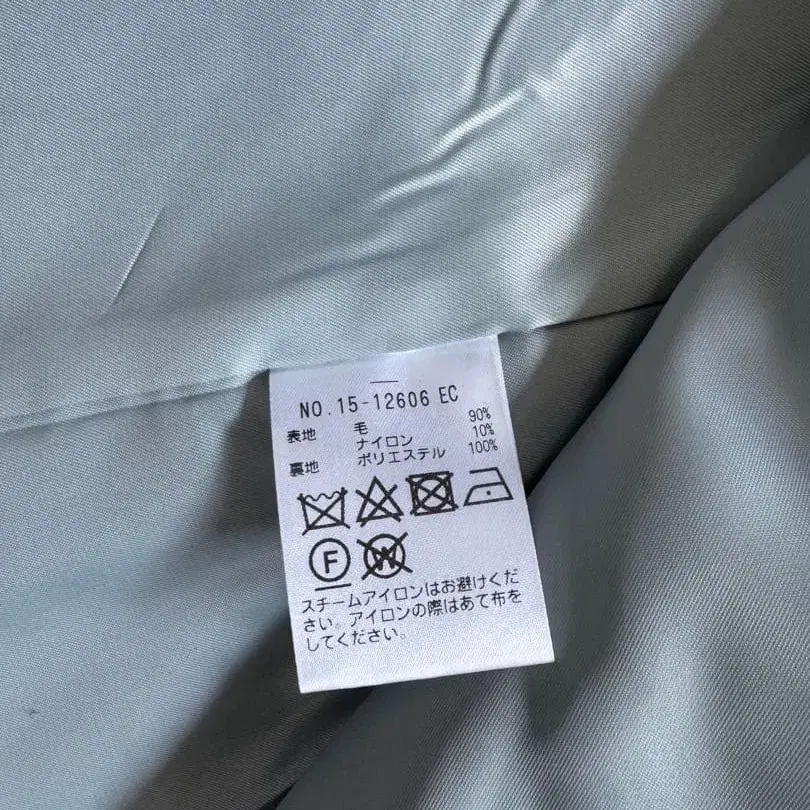 NO.15-12606 EC
表地 毛 90%
ナイロン 10%
裏地 ポリエステル 100%
F W
スチームアイロンはお避けくだ
さい。アイロンの際はあて布を
してください。